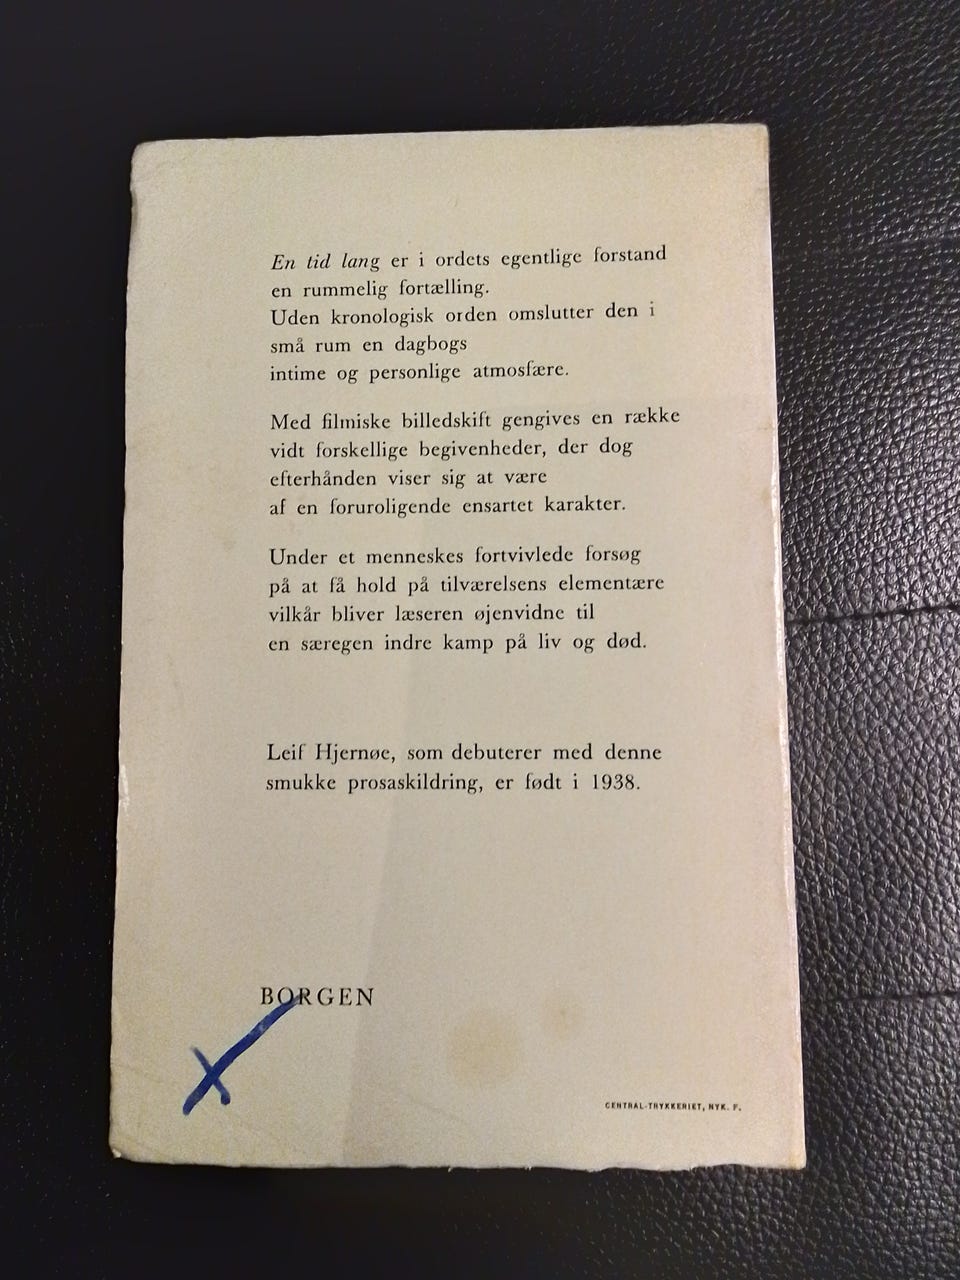 En tid lang er i ordets egentlige forstand
en rummelig fortælling.
Uden kronologisk orden omslutter den i
små rum en dagbogs
intime og personlige atmosfære.
Med filmiske billedskift gengives en række
vidt forskellige begivenheder, der dog
efterhånden viser sig at være
af en foruroligende ensartet karakter.
Under et menneskes fortvivlede forsøg
på at få hold på tilværelsens elementære
vilkår bliver læseren øjenvidne til
en særegen indre kamp på liv og død.
Leif Hjernøe, som debuterer med denne
smukke prosaskildring, er født i 1938.
BORGEN
CENTRAL-TRYKKERIET, NYK. F.